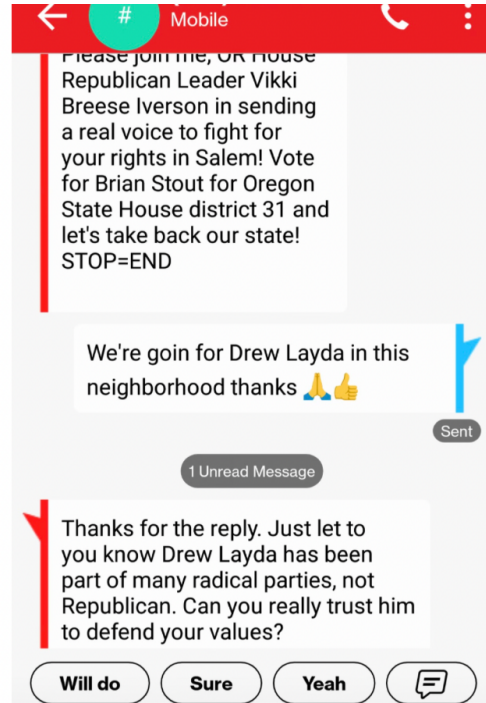 #
Mobile
Please join me, OR House
Republican Leader Vikki
Breese Iverson in sending
a real voice to fight for
your rights in Salem! Vote
for Brian Stout for Oregon
State House district 31 and
let's take back our state!
STOP=END
We're goin for Drew Layda in this
neighborhood thanks 🙏👍
Sent
1 Unread Message
Thanks for the reply. Just let to
you know Drew Layda has been
part of many radical parties, not
Republican. Can you really trust him
to defend your values?
Will do
Sure
Yeah